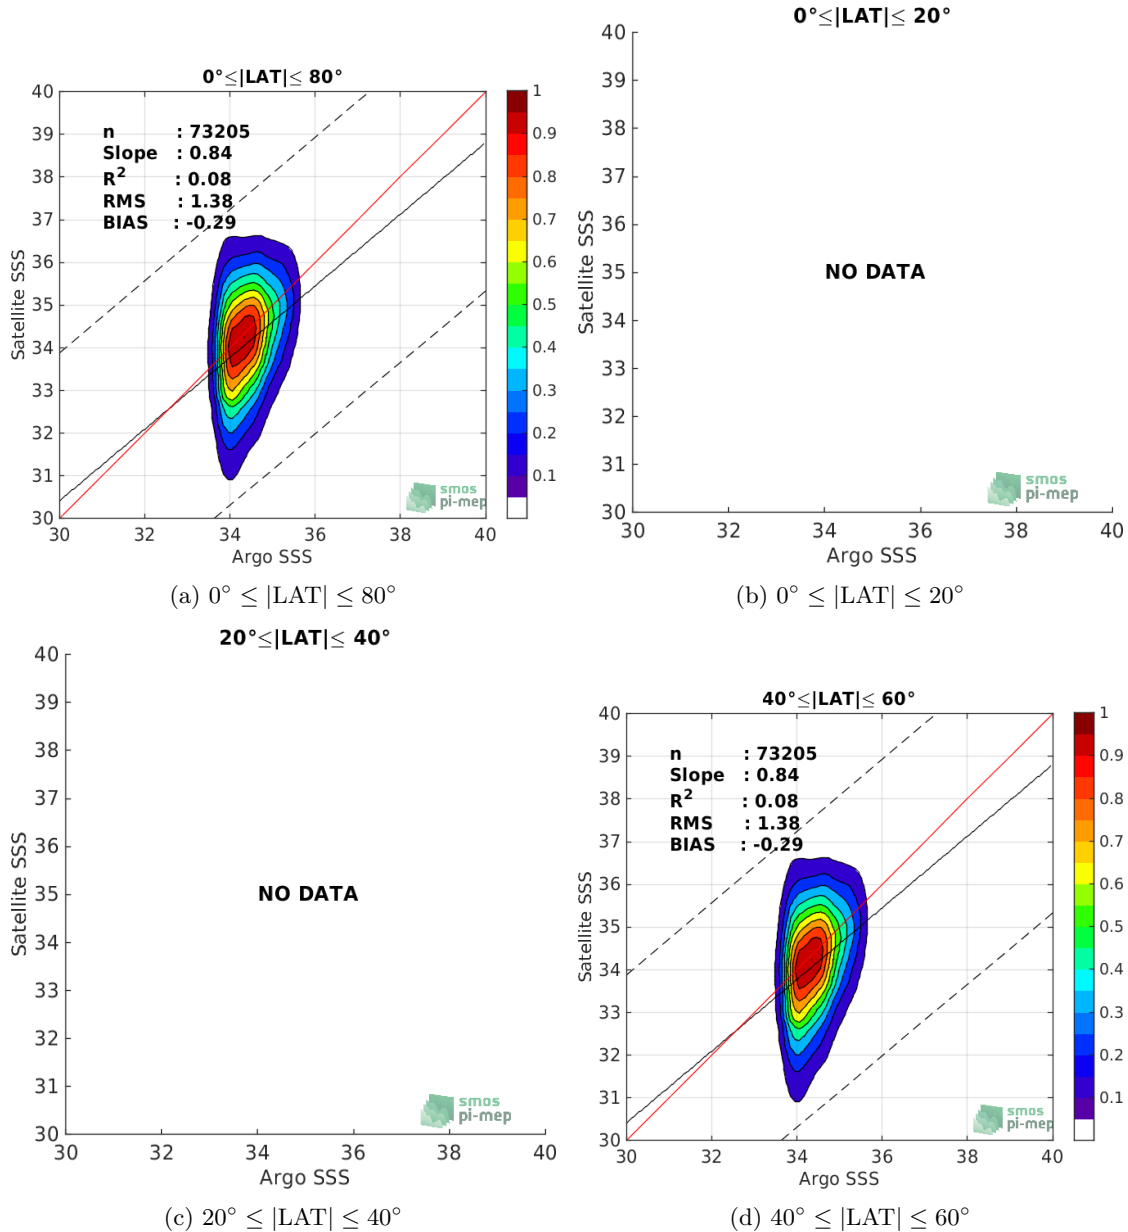 0°≤|LAT|≤ 80°
40
39
38
37
36
35
34
33
32
31
30
Satellite SSS
n : 73205
Slope : 0.84
R² : 0.08
RMS : 1.38
BIAS : -0.29
smos
pi-mep
30 32 34 36 38 40
Argo SSS
1
0.9
0.8
0.7
0.6
0.5
0.4
0.3
0.2
0.1
(a) 0° ≤ |LAT| ≤ 80°
0°≤|LAT|≤ 20°
40
39
38
37
36
35
34
33
32
31
30
Satellite SSS
NO DATA
smos
pi-mep
30 32 34 36 38 40
Argo SSS
(b) 0° ≤ |LAT| ≤ 20°
20°≤|LAT|≤ 40°
40
39
38
37
36
35
34
33
32
31
30
Satellite SSS
NO DATA
smos
pi-mep
30 32 34 36 38 40
Argo SSS
(c) 20° ≤ |LAT| ≤ 40°
40°≤|LAT|≤ 60°
40
39
38
37
36
35
34
33
32
31
30
Satellite SSS
n : 73205
Slope : 0.84
R² : 0.08
RMS : 1.38
BIAS : -0.29
smos
pi-mep
30 32 34 36 38 40
Argo SSS
1
0.9
0.8
0.7
0.6
0.5
0.4
0.3
0.2
0.1
(d) 40° ≤ |LAT| ≤ 60°